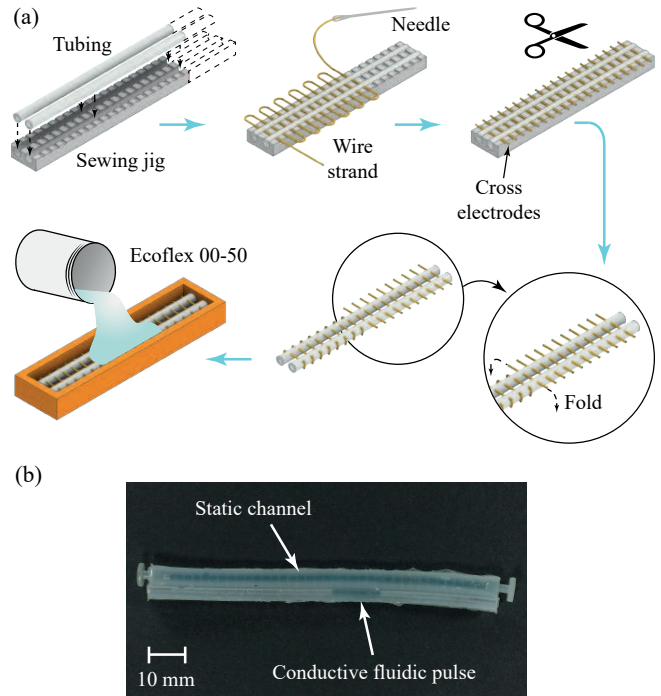 (a)
Tubing
Sewing jig
Needle
Wire
strand
Cross
electrodes
Ecoflex 00-50
Fold
(b)
Static channel
Conductive fluidic pulse
10 mm